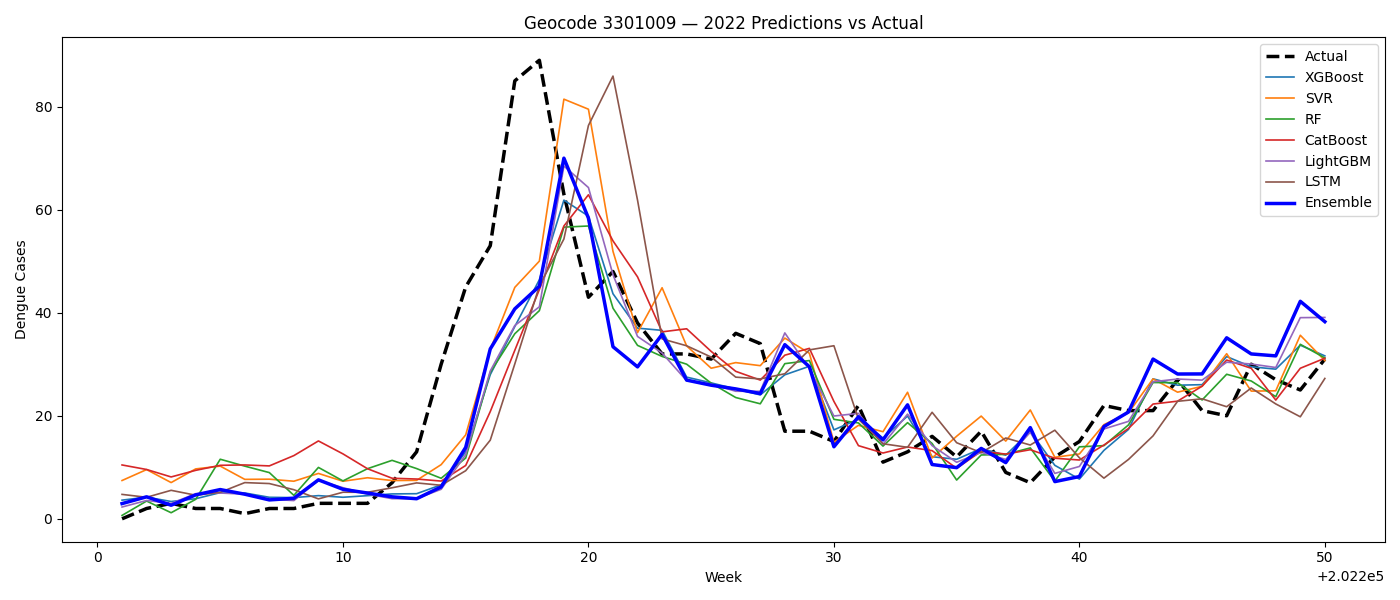 Geocode 3301009 — 2022 Predictions vs Actual
Dengue Cases
80
60
40
20
0
Actual
XGBoost
SVR
RF
CatBoost
LightGBM
LSTM
Ensemble
0 10 20 30 40 50
+2.022e5
Week